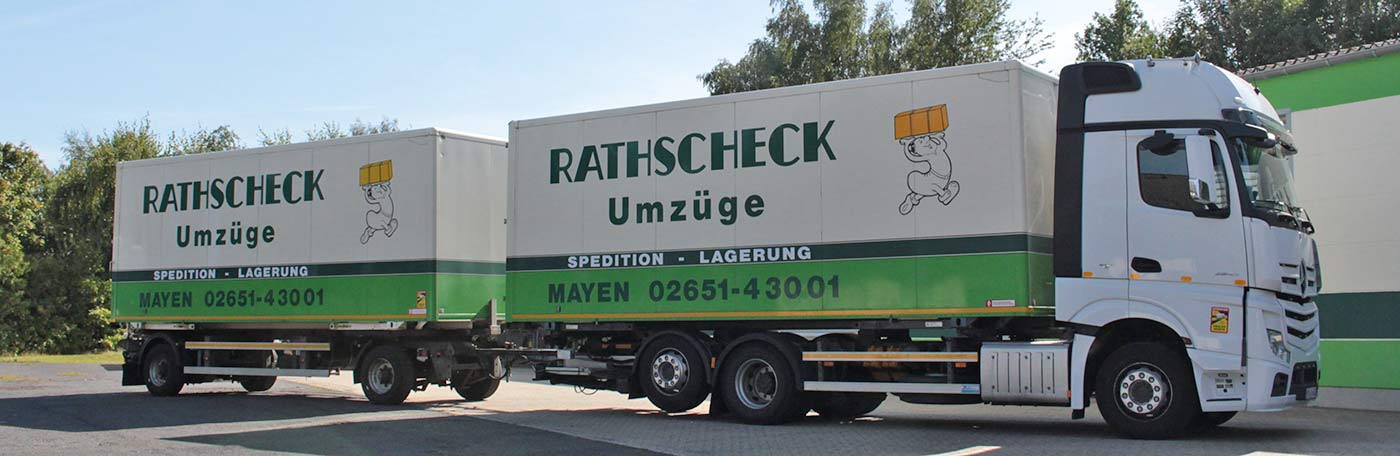 RATHSCHECK
Umzüge
SPEDITION - LAGERUNG
MAYEN 02651-43001
RATHSCHECK
Umzüge
SPEDITION - LAGERUNG
MAYEN 02651-43001